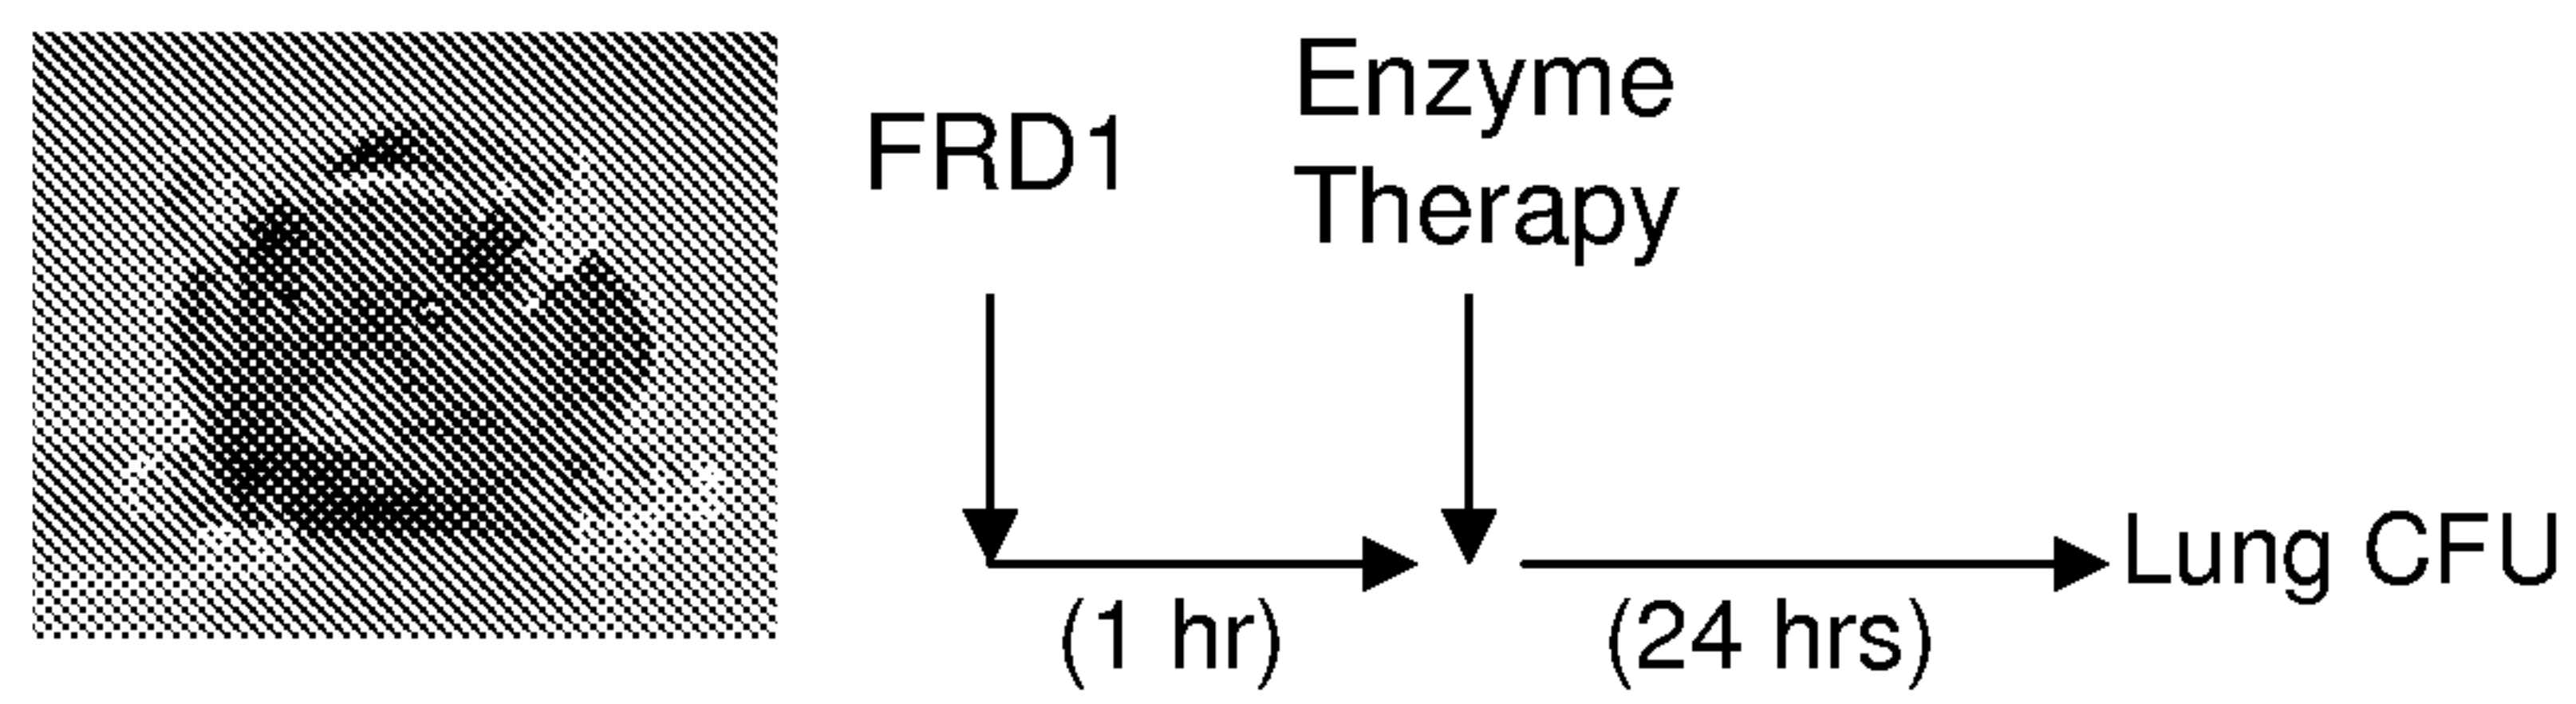 FRD1
Enzyme
Therapy
(1 hr)
(24 hrs)
Lung CFU